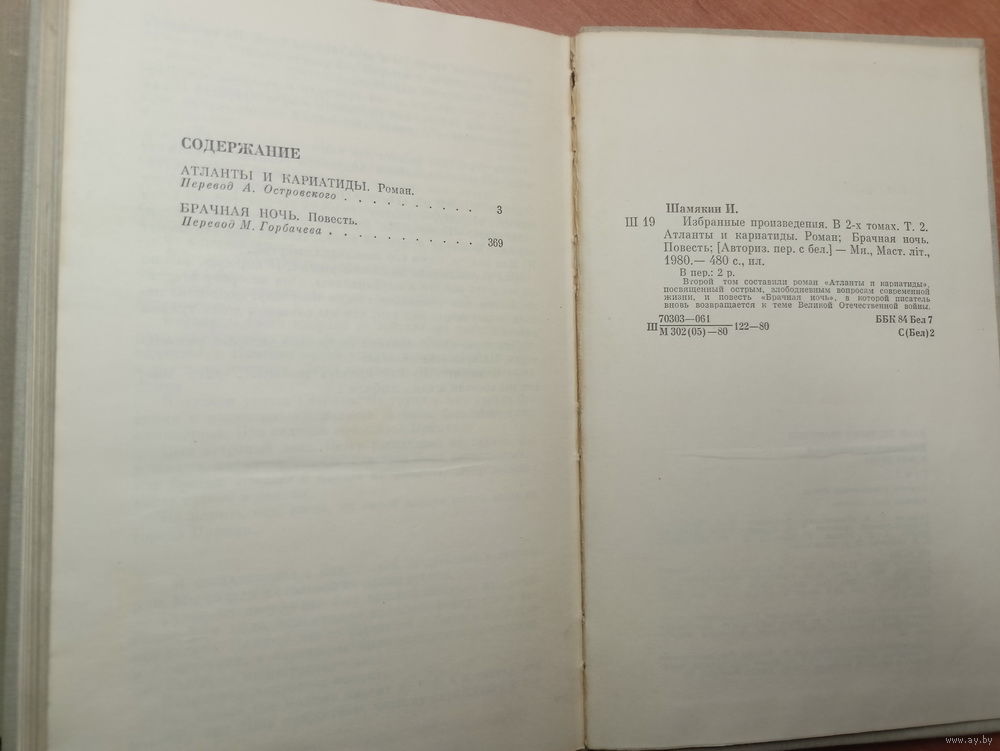 СОДЕРЖАНИЕ
АТЛАНТЫ И КАРИАТИДЫ. Роман.
Перевод А. Островского . . . . . . . . . . 3
БРАЧНАЯ НОЧЬ. Повесть.
Перевод М. Горбачева . . . . . . . . . . . 369
Шамякин И.
Ш 19 Избранные произведения. В 2-х томах. Т. 2.
Атланты и кариатиды. Роман; Брачная ночь.
Повесть; [Авториз. пер. с бел.] — Мн., Маст. літ.,
1980.— 480 с., ил.
В пер.: 2 р.
Второй том составили роман «Атланты и кариатиды»,
посвященный острым, злободневным вопросам современной
жизни, и повесть «Брачная ночь», в которой писатель
вновь возвращается к теме Великой Отечественной войны.
70303—061 ББК 84 Бел 7
Ш 122—80
М 302(05)—80 С(Бел)2
www.ay.by